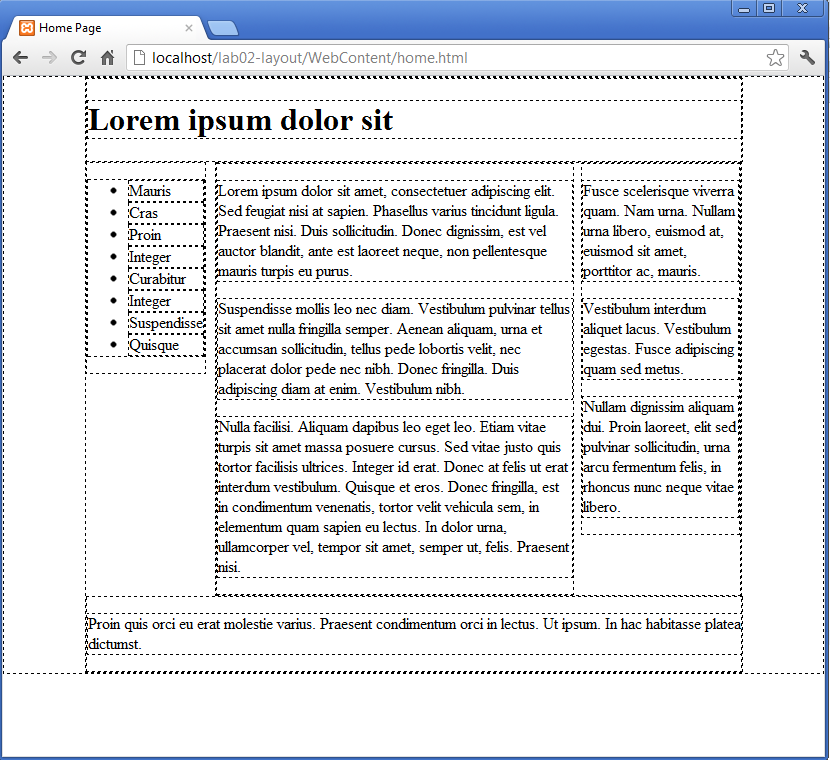 Home Page
localhost/lab02-layout/WebContent/home.html
Lorem ipsum dolor sit
Mauris
Cras
Proin
Integer
Curabitur
Integer
Suspendisse
Quisque
Lorem ipsum dolor sit amet, consectetuer adipiscing elit.
Sed feugiat nisi at sapien. Phasellus varius tincidunt ligula.
Praesent nisi. Duis sollicitudin. Donec dignissim, est vel
auctor blandit, ante est laoreet neque, non pellentesque
mauris turpis eu purus.
Suspendisse mollis leo nec diam. Vestibulum pulvinar tellus
sit amet nulla fringilla semper. Aenean aliquam, urna et
accumsan sollicitudin, tellus pede lobortis velit, nec
placerat dolor pede nec nibh. Donec fringilla. Duis
adipiscing diam at enim. Vestibulum nibh.
Nulla facilisi. Aliquam dapibus leo eget leo. Etiam vitae
turpis sit amet massa posuere cursus. Sed vitae justo quis
tortor facilisis ultrices. Integer id erat. Donec at felis ut erat
interdum vestibulum. Quisque et eros. Donec fringilla, est
in condimentum venenatis, tortor velit vehicula sem, in
elementum quam sapien eu lectus. In dolor urna,
ullamcorper vel, tempor sit amet, semper ut, felis. Praesent
nisi.
Fusce scelerisque viverra
quam. Nam urna. Nullam
urna libero, euismod at,
euismod sit amet,
porttitor ac, mauris.
Vestibulum interdum
aliquet lacus. Vestibulum
egestas. Fusce adipiscing
quam sed metus.
Nullam dignissim aliquam
dui. Proin laoreet, elit sed
pulvinar sollicitudin, urna
arcu fermentum felis, in
rhoncus nunc neque vitae
libero.
Proin quis orci eu erat molestie varius. Praesent condimentum orci in lectus. Ut ipsum. In hac habitasse platea
dictumst.